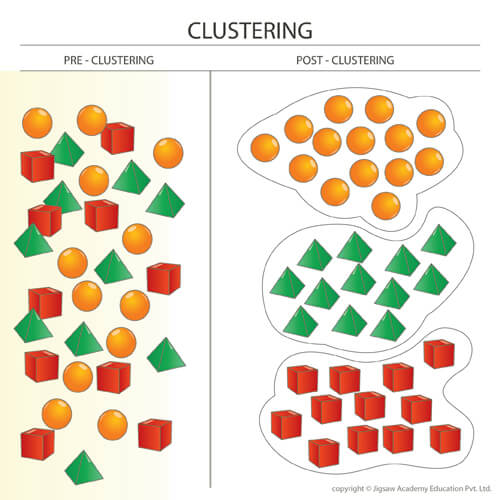 CLUSTERING
PRE - CLUSTERING
POST - CLUSTERING
copyright © Jigsaw Academy Education Pvt. Ltd.